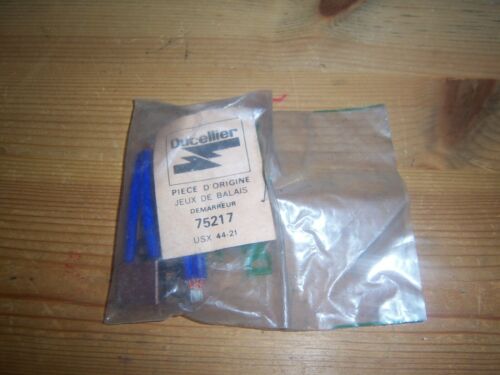 Ducellier
PIECE D'ORIGINE
JEUX DE BALAIS
DEMARREUR
75217
USX 44-21